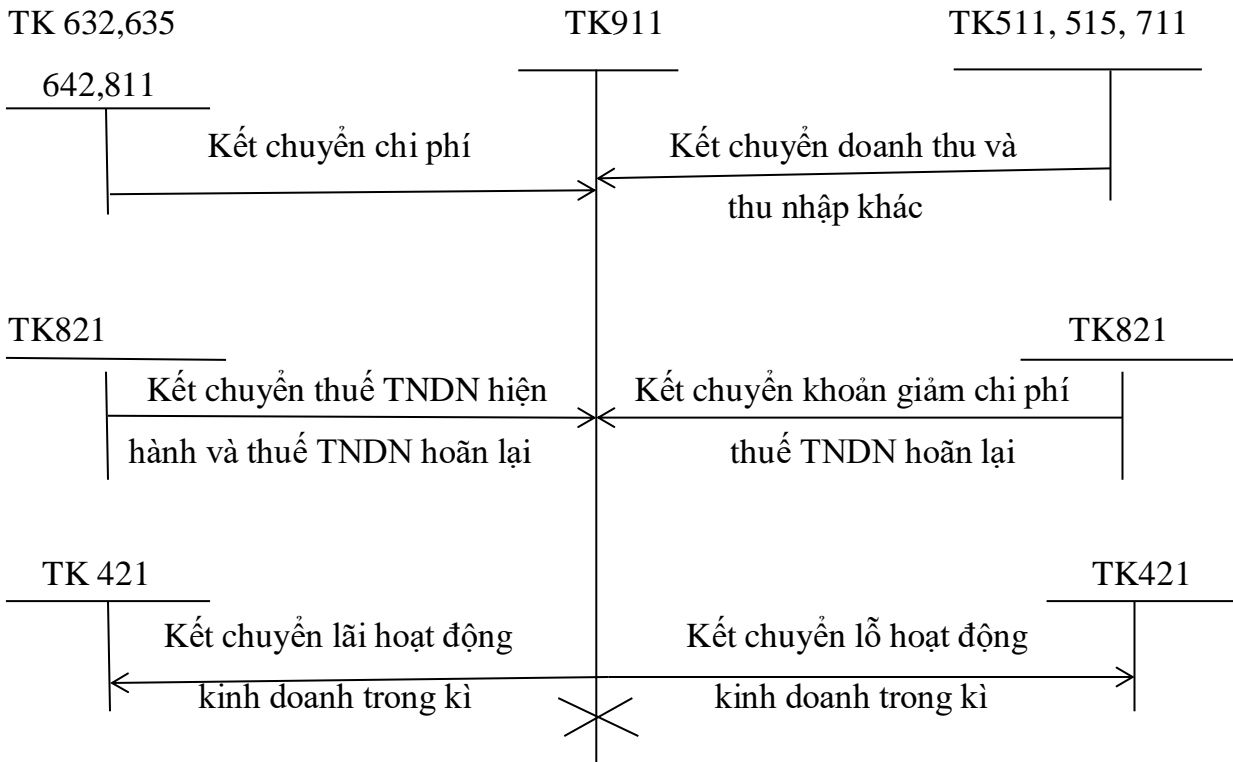 TK 632,635
TK911
TK511, 515, 711
642,811
Kết chuyển chi phí
Kết chuyển doanh thu và
thu nhập khác
TK821
TK821
Kết chuyển thuế TNDN hiện
hành và thuế TNDN hoãn lại
Kết chuyển khoản giảm chi phí
thuế TNDN hoãn lại
TK 421
TK421
Kết chuyển lãi hoạt động
kinh doanh trong kì
Kết chuyển lỗ hoạt động
kinh doanh trong kì